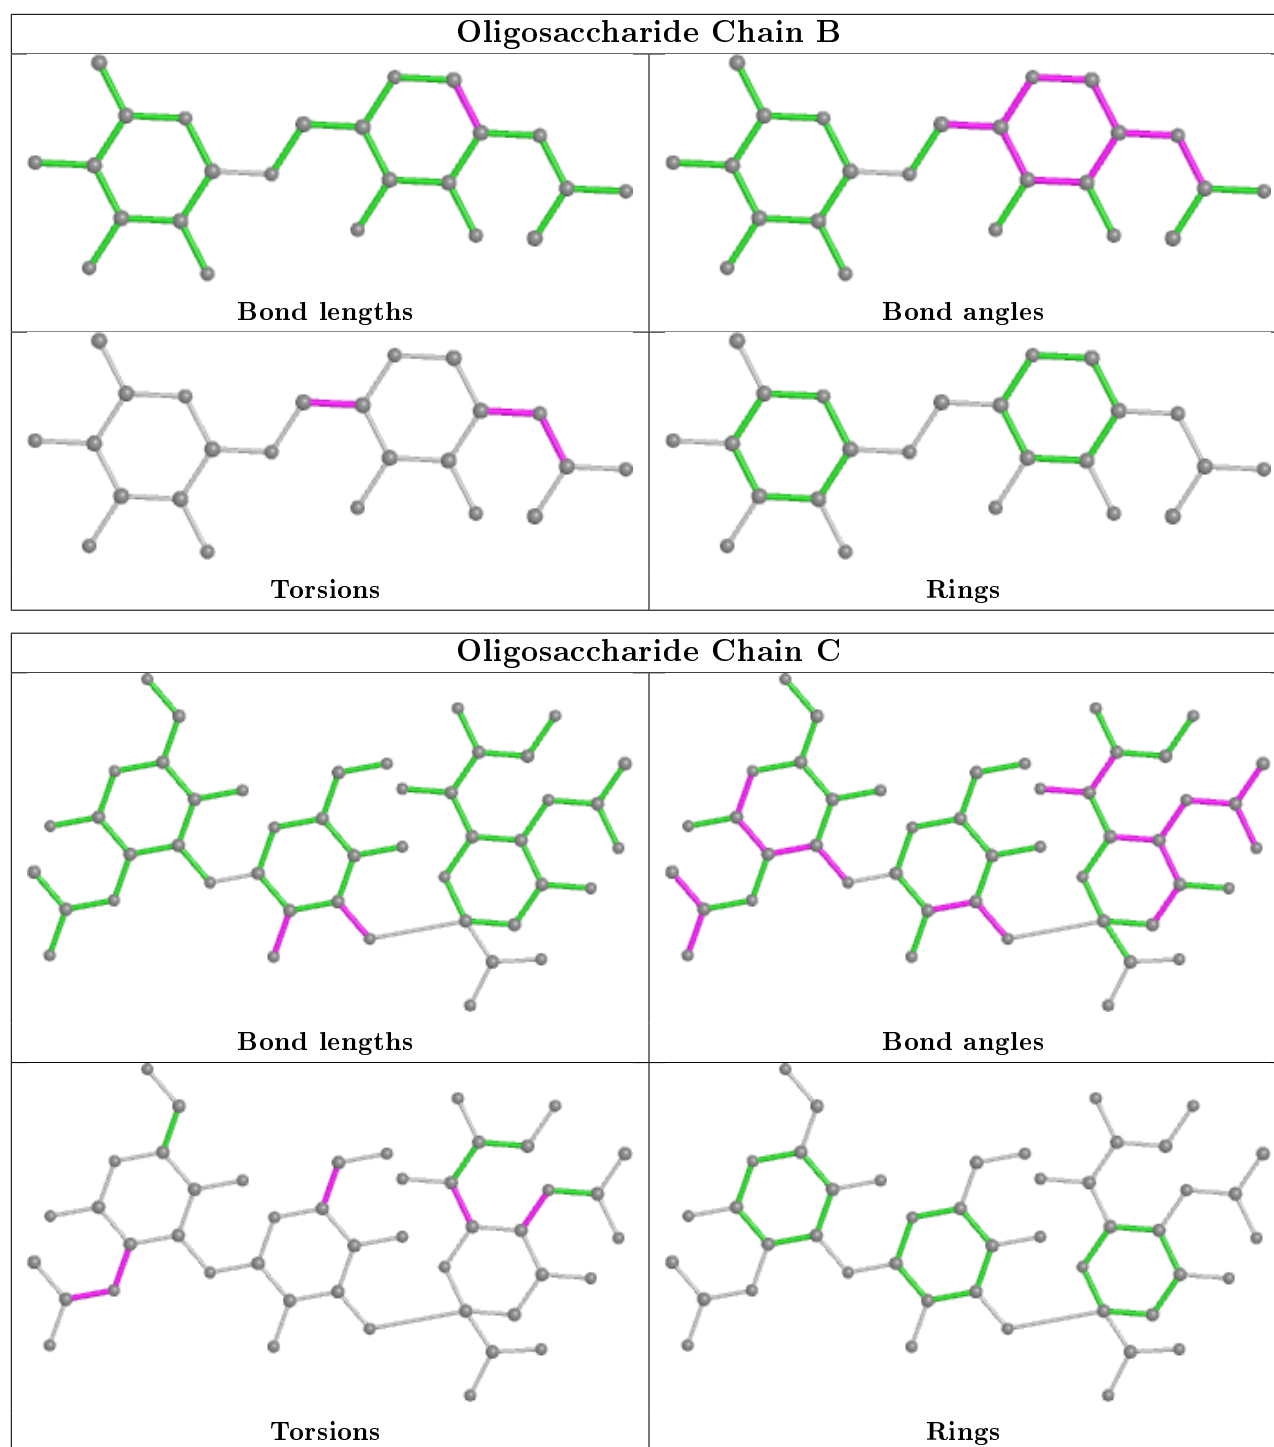 Oligosaccharide Chain B
Bond lengths
Bond angles
Torsions
Rings
Oligosaccharide Chain C
Bond lengths
Bond angles
Torsions
Rings